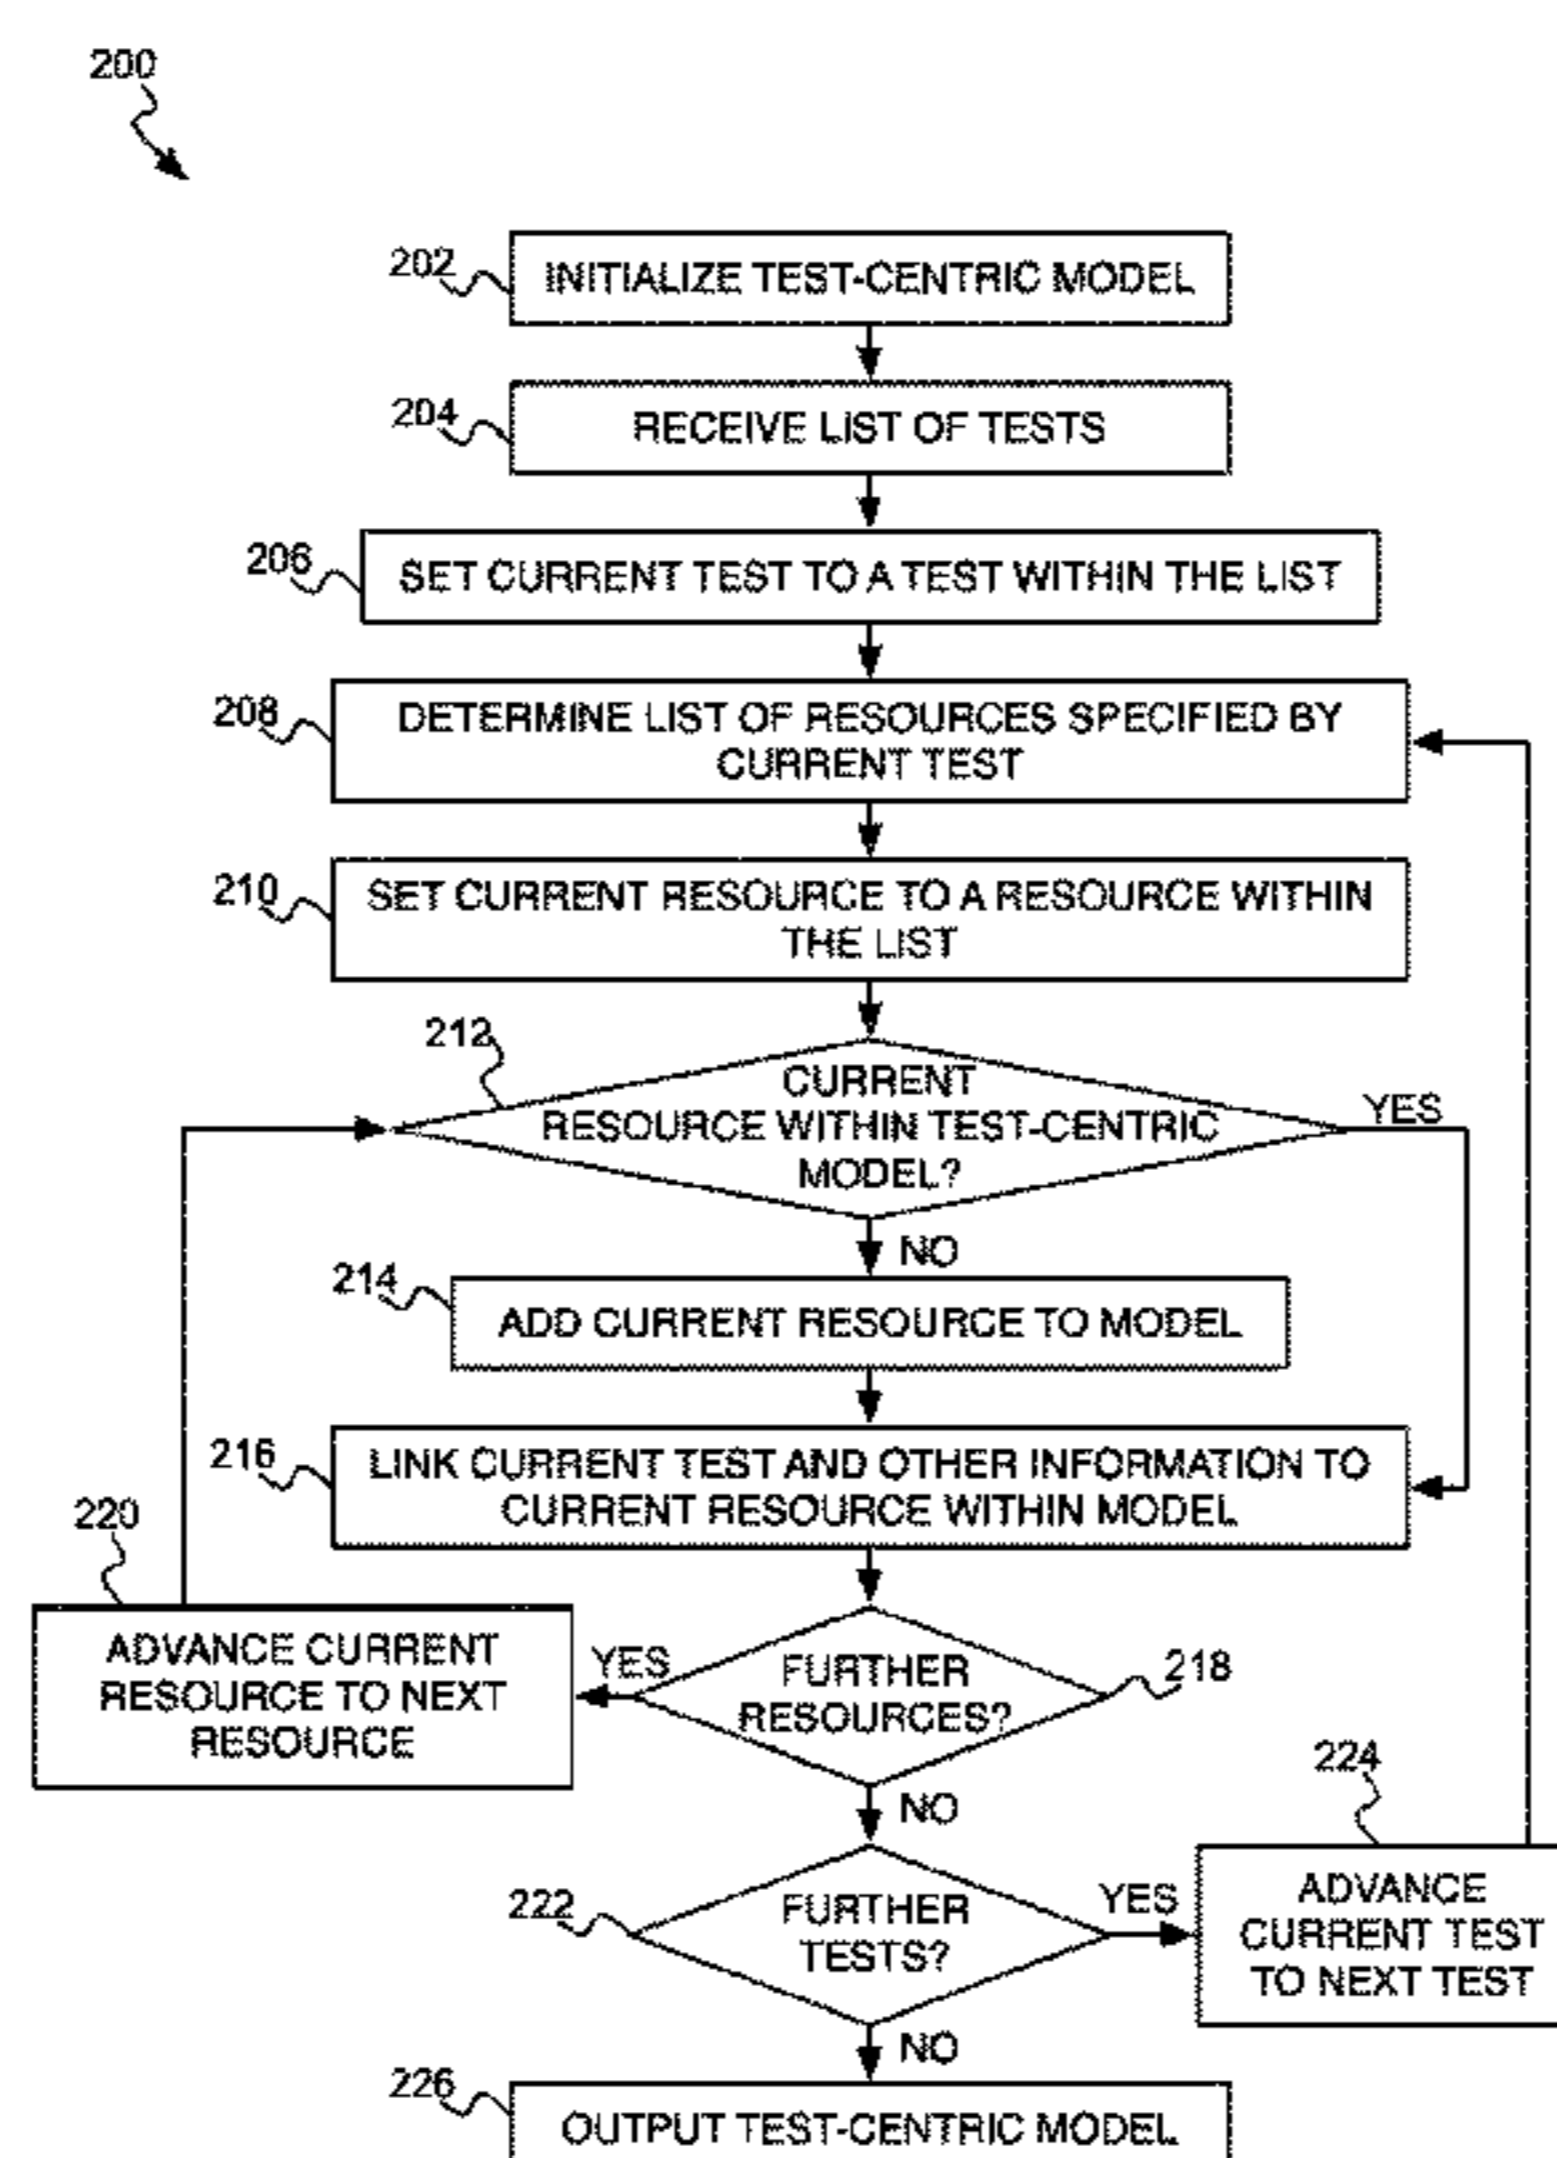 200
202
INITIALIZE TEST-CENTRIC MODEL
204
RECEIVE LIST OF TESTS
206
SET CURRENT TEST TO A TEST WITHIN THE LIST
208
DETERMINE LIST OF RESOURCES SPECIFIED BY
CURRENT TEST
210
SET CURRENT RESOURCE TO A RESOURCE WITHIN
THE LIST
212
CURRENT
RESOURCE WITHIN TEST-CENTRIC
MODEL?
YES
NO
214
ADD CURRENT RESOURCE TO MODEL
216
LINK CURRENT TEST AND OTHER INFORMATION TO
CURRENT RESOURCE WITHIN MODEL
220
ADVANCE CURRENT
RESOURCE TO NEXT
RESOURCE
YES
FURTHER
RESOURCES?
218
NO
222
FURTHER
TESTS?
YES
224
ADVANCE
CURRENT TEST
TO NEXT TEST
NO
226
OUTPUT TEST-CENTRIC MODEL